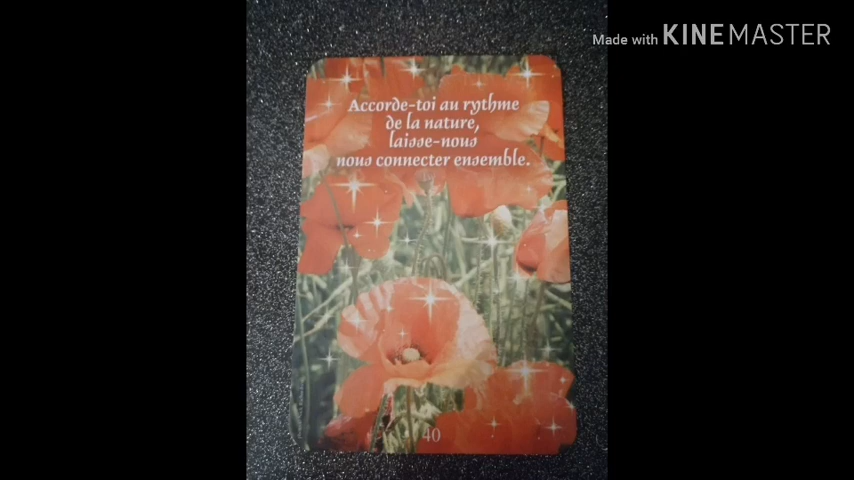 Made with KINEMASTER
Accorde-toi au rythme
de la nature,
laisse-nous
nous connecter ensemble.
40